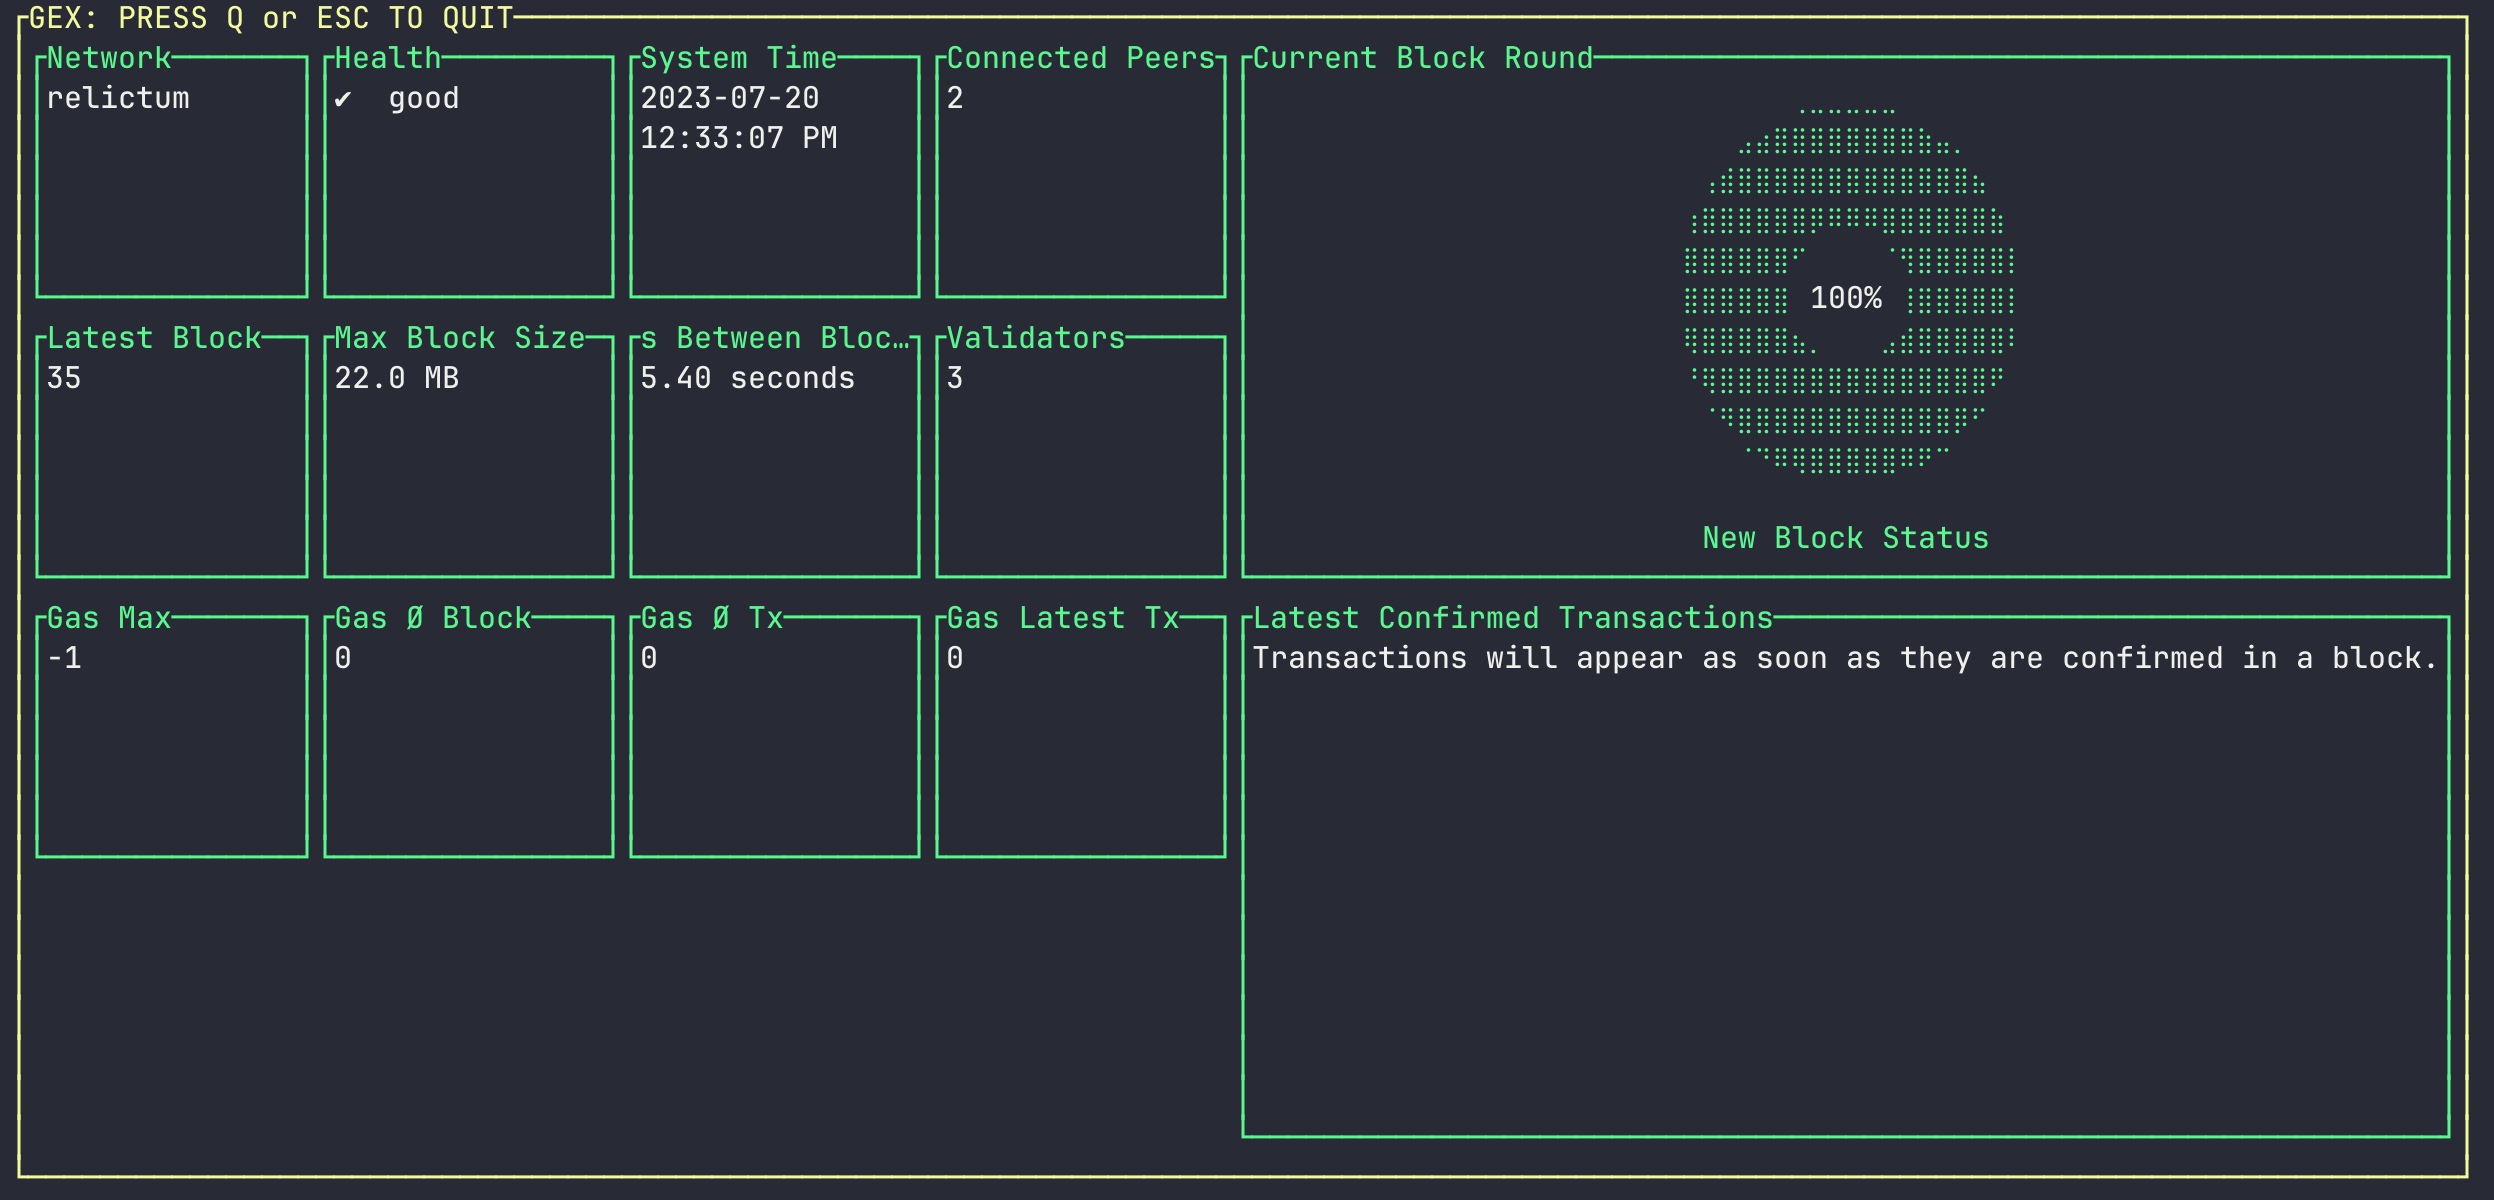 GEX: PRESS Q or ESC TO QUIT
Network
relictum
Health
✔ good
System Time
2023-07-20
12:33:07 PM
Connected Peers
2
Current Block Round
100%
New Block Status
Latest Block
35
Max Block Size
22.0 MB
s Between Bloc…
5.40 seconds
Validators
3
Gas Max
-1
Gas Ø Block
0
Gas Ø Tx
0
Gas Latest Tx
0
Latest Confirmed Transactions
Transactions will appear as soon as they are confirmed in a block.